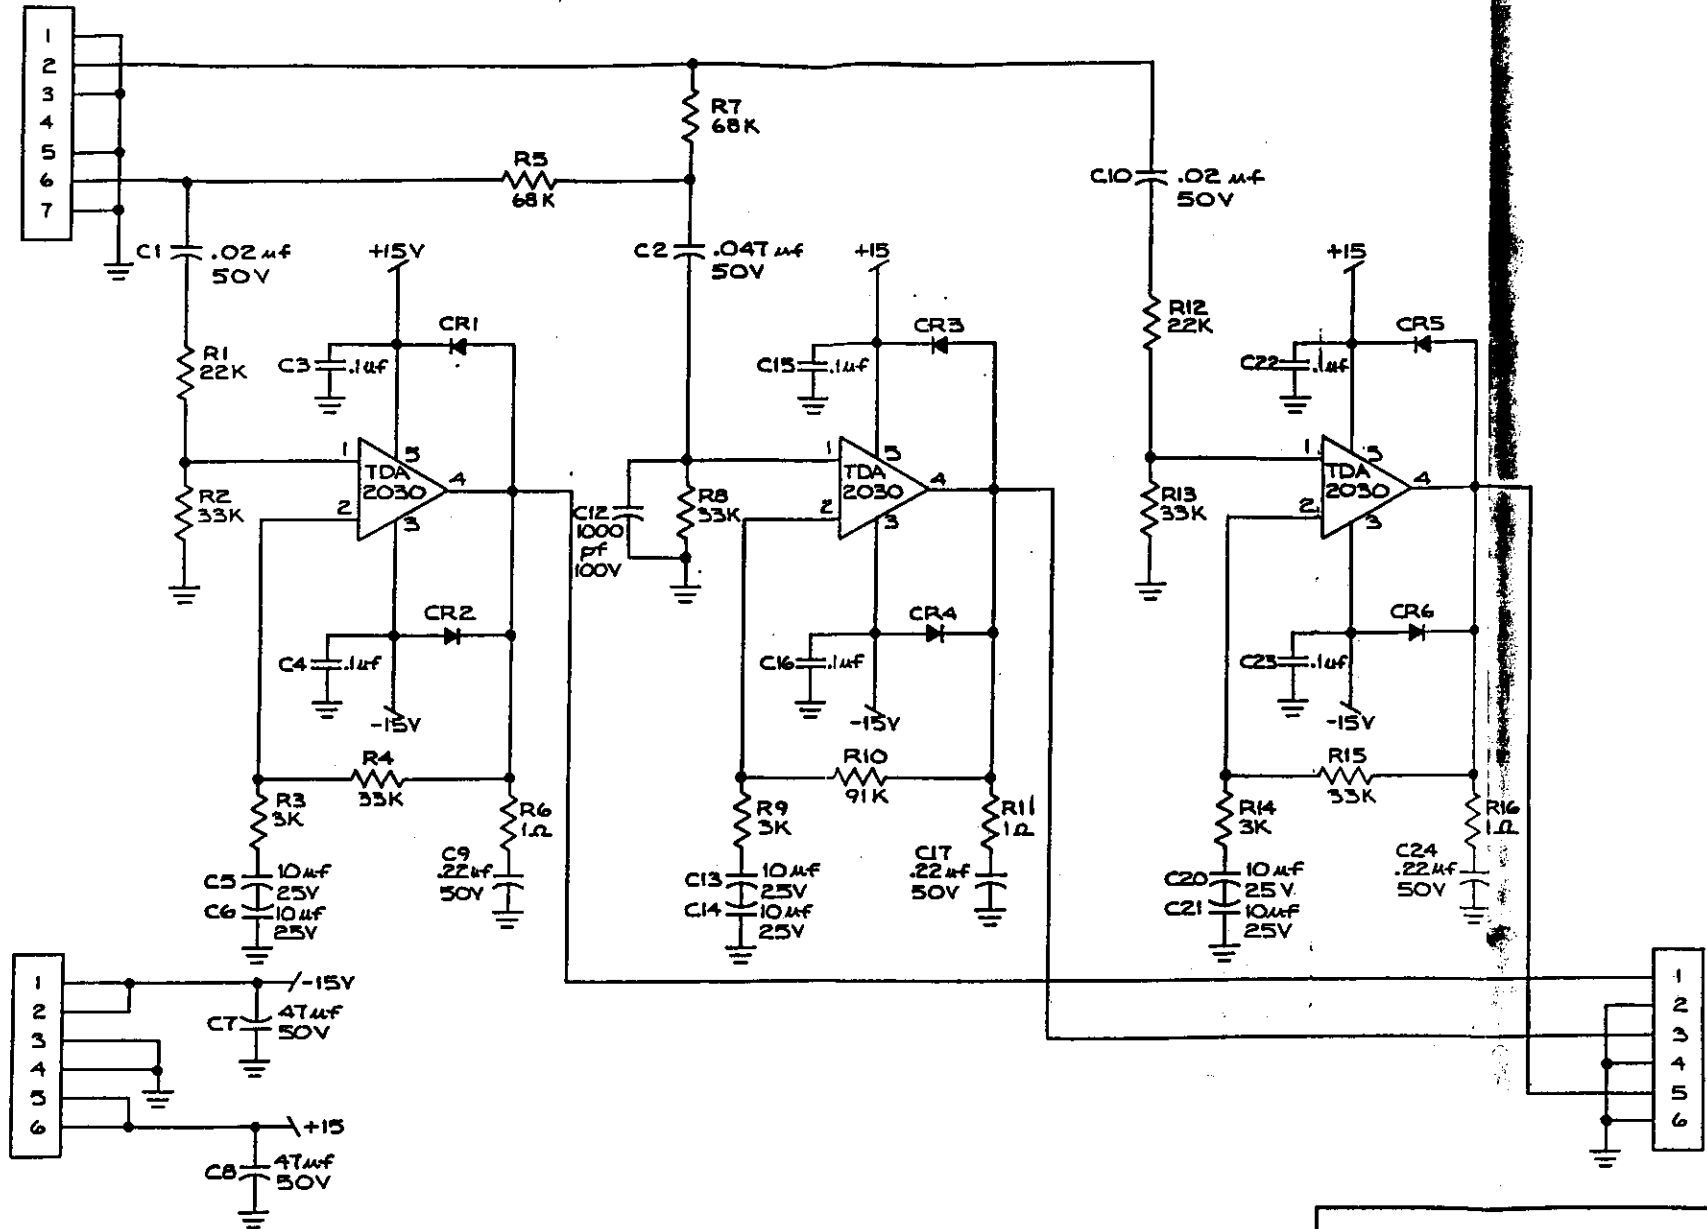 1
2
3
4
5
6
7
R7
68K
R5
68K
C10 .02 µf
50V
C1 .02 µf
50V
+15V
C2 .047 µf
50V
+15
+15
R1
22K
C3 .1µf
CR1
C15 .1µf
CR3
R12
22K
C22 .1µf
CR5
1
2
TDA
2030
5
4
3
R2
33K
C12
1000
Pf
100V
R8
33K
1
2
TDA
2030
5
4
3
R13
33K
1
2
TDA
2030
5
4
3
C4 .1µf
CR2
-15V
C16 .1µf
CR4
-15V
C23 .1µf
CR6
-15V
R4
33K
R10
91K
R15
33K
R3
3K
R6
1Ω
R9
3K
R11
1Ω
R14
3K
R16
1Ω
C5 10µf
25V
C6 10µf
25V
C9
.22µf
50V
C13 10µf
25V
C14 10µf
25V
C17
.22µf
50V
C20 10µf
25V
C21 10µf
25V
C24
.22µf
50V
1
2
3
4
5
6
-15V
C7 47µf
50V
+15
C8 47µf
50V
1
2
3
4
5
6